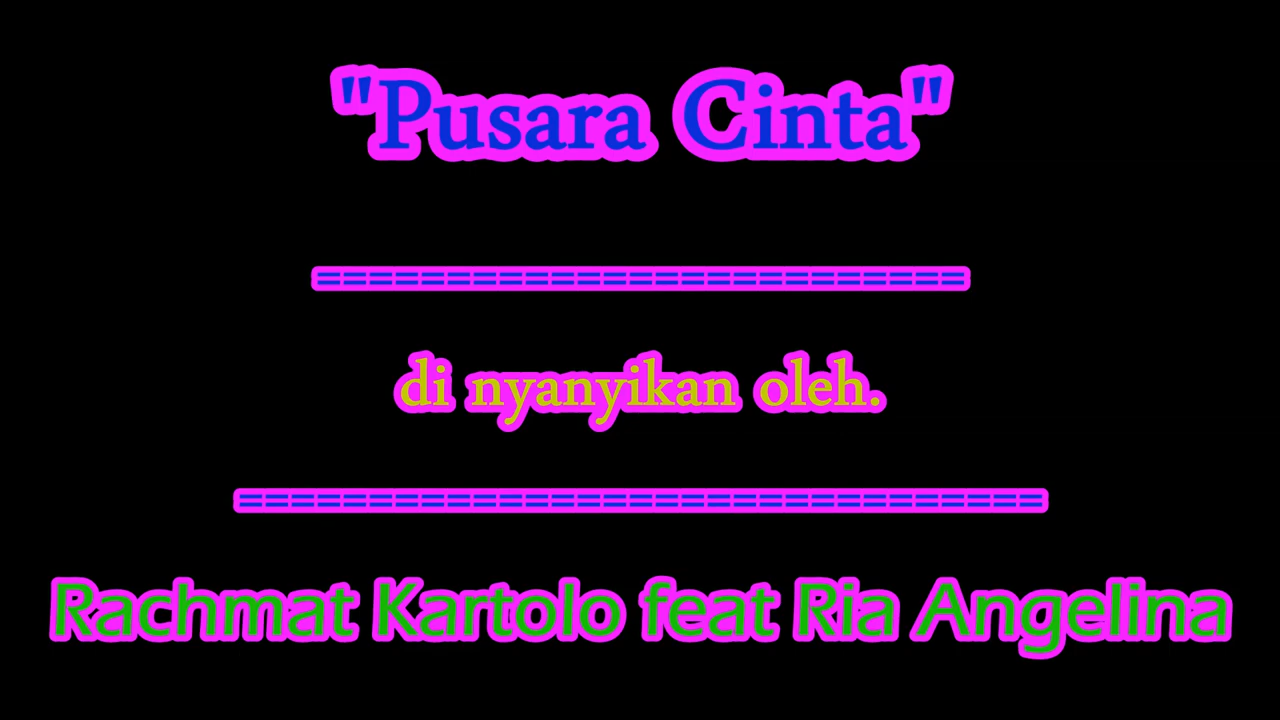 "Pusara Cinta"
=========================
di nyanyikan oleh.
===============================
Rachmat Kartolo feat Ria Angelina